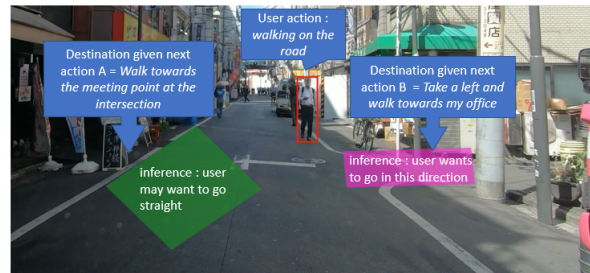 User action :
walking on the
road
Destination given next
action A = Walk towards
the meeting point at the
intersection
Destination given next
action B = Take a left and
walk towards my office
inference : user
may want to go
straight
inference : user wants
to go in this direction
店